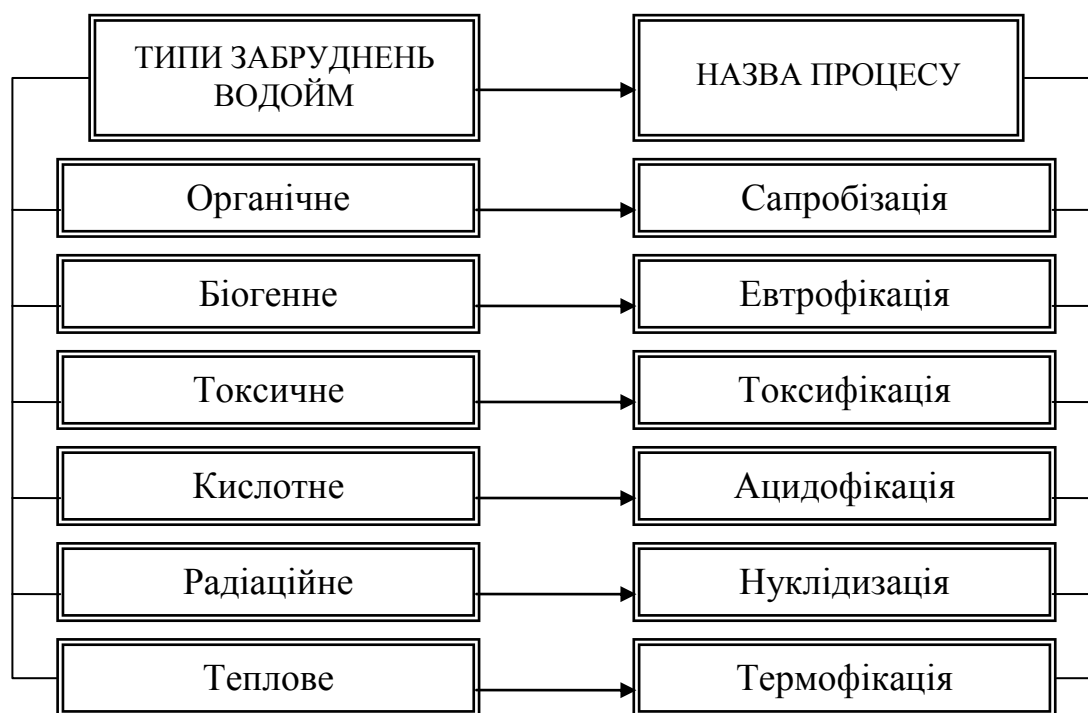 ТИПИ ЗАБРУДНЕНЬ
ВОДОЙМ
НАЗВА ПРОЦЕСУ
Органічне
Сапробізація
Біогенне
Евтрофікація
Токсичне
Токсифікація
Кислотне
Ацидофікація
Радіаційне
Нуклідизація
Теплове
Термофікація